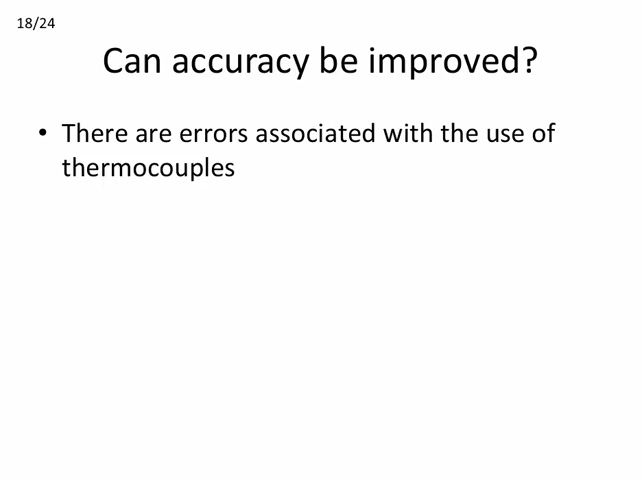 18/24
Can accuracy be improved?
• There are errors associated with the use of
thermocouples